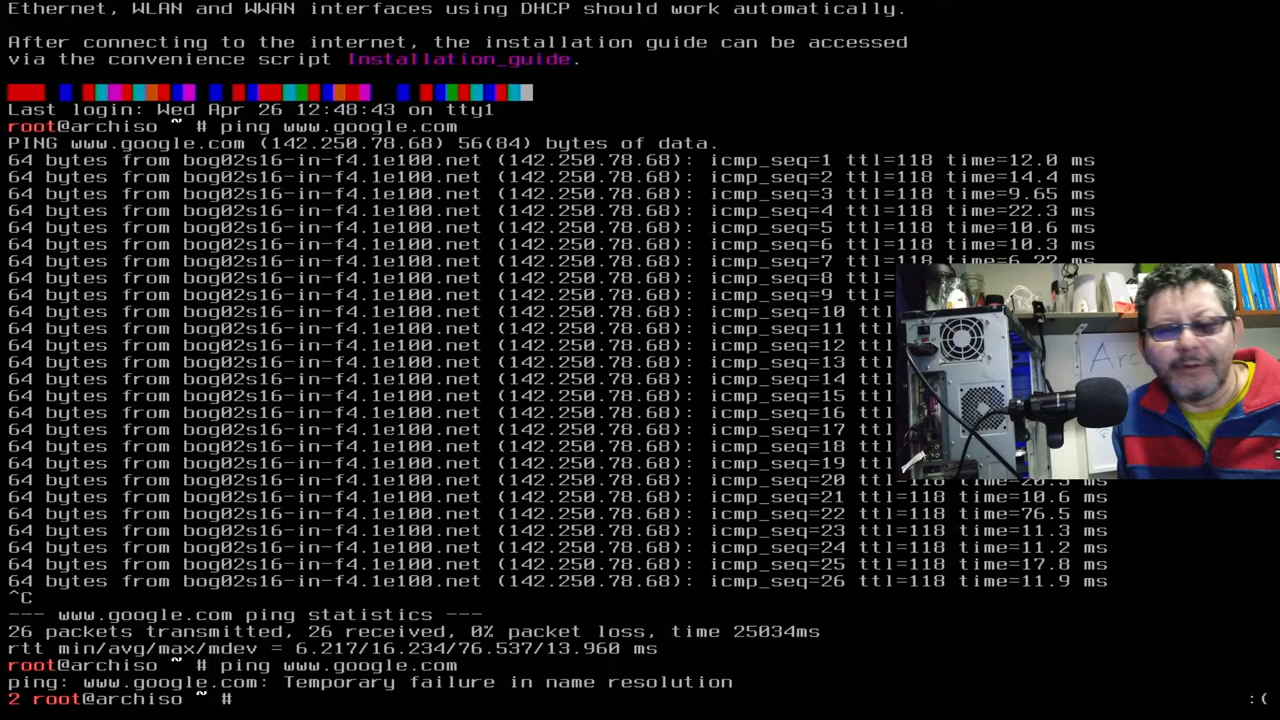 Ethernet, WLAN and WWAN interfaces using DHCP should work automatically.
After connecting to the internet, the installation guide can be accessed
via the convenience script Installation_guide.
Last login: Wed Apr 26 12:48:43 on tty1
root@archiso ~ # ping www.google.com
PING www.google.com (142.250.78.68) 56(84) bytes of data.
64 bytes from bog02s16-in-f4.1e100.net (142.250.78.68): icmp_seq=1 ttl=118 time=12.0 ms
64 bytes from bog02s16-in-f4.1e100.net (142.250.78.68): icmp_seq=2 ttl=118 time=14.4 ms
64 bytes from bog02s16-in-f4.1e100.net (142.250.78.68): icmp_seq=3 ttl=118 time=9.65 ms
64 bytes from bog02s16-in-f4.1e100.net (142.250.78.68): icmp_seq=4 ttl=118 time=22.3 ms
64 bytes from bog02s16-in-f4.1e100.net (142.250.78.68): icmp_seq=5 ttl=118 time=10.6 ms
64 bytes from bog02s16-in-f4.1e100.net (142.250.78.68): icmp_seq=6 ttl=118 time=10.3 ms
64 bytes from bog02s16-in-f4.1e100.net (142.250.78.68): icmp_seq=7 ttl=118 time=6.22 ms
64 bytes from bog02s16-in-f4.1e100.net (142.250.78.68): icmp_seq=8 ttl
64 bytes from bog02s16-in-f4.1e100.net (142.250.78.68): icmp_seq=9 ttl
64 bytes from bog02s16-in-f4.1e100.net (142.250.78.68): icmp_seq=10 ttl
64 bytes from bog02s16-in-f4.1e100.net (142.250.78.68): icmp_seq=11 ttl
64 bytes from bog02s16-in-f4.1e100.net (142.250.78.68): icmp_seq=12 ttl
64 bytes from bog02s16-in-f4.1e100.net (142.250.78.68): icmp_seq=13 ttl
64 bytes from bog02s16-in-f4.1e100.net (142.250.78.68): icmp_seq=14 ttl
64 bytes from bog02s16-in-f4.1e100.net (142.250.78.68): icmp_seq=15 ttl
64 bytes from bog02s16-in-f4.1e100.net (142.250.78.68): icmp_seq=16 ttl
64 bytes from bog02s16-in-f4.1e100.net (142.250.78.68): icmp_seq=17 ttl
64 bytes from bog02s16-in-f4.1e100.net (142.250.78.68): icmp_seq=18 ttl
64 bytes from bog02s16-in-f4.1e100.net (142.250.78.68): icmp_seq=19 ttl
64 bytes from bog02s16-in-f4.1e100.net (142.250.78.68): icmp_seq=20 ttl
64 bytes from bog02s16-in-f4.1e100.net (142.250.78.68): icmp_seq=21 ttl=118 time=10.6 ms
64 bytes from bog02s16-in-f4.1e100.net (142.250.78.68): icmp_seq=22 ttl=118 time=76.5 ms
64 bytes from bog02s16-in-f4.1e100.net (142.250.78.68): icmp_seq=23 ttl=118 time=11.3 ms
64 bytes from bog02s16-in-f4.1e100.net (142.250.78.68): icmp_seq=24 ttl=118 time=11.2 ms
64 bytes from bog02s16-in-f4.1e100.net (142.250.78.68): icmp_seq=25 ttl=118 time=17.8 ms
64 bytes from bog02s16-in-f4.1e100.net (142.250.78.68): icmp_seq=26 ttl=118 time=11.9 ms
^C
--- www.google.com ping statistics ---
26 packets transmitted, 26 received, 0% packet loss, time 25034ms
rtt min/avg/max/mdev = 6.217/16.234/76.537/13.960 ms
root@archiso ~ # ping www.google.com
ping: www.google.com: Temporary failure in name resolution
2 root@archiso ~ # :(
Arc